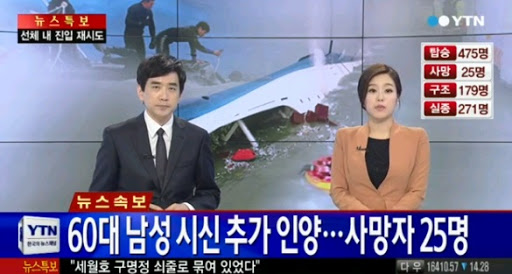 뉴스특보
선체 내 진입 재시도
YTN
탑승 475명
사망 25명
구조 179명
실종 271명
뉴스속보
YTN
60대 남성 시신 추가 인양…사망자 25명
뉴스특보
"세월호 구명정 쇠줄로 묶여 있었다"
다우 16410.57 ▼ 14.28